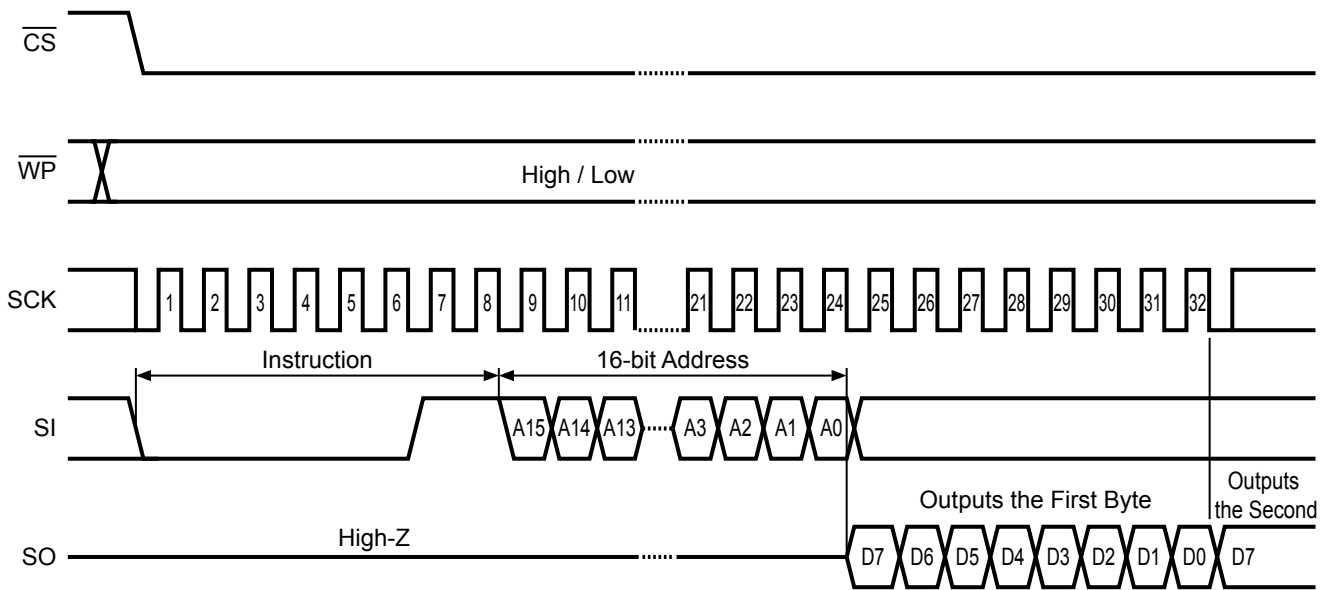 CS
WP
High / Low
SCK
1 2 3 4 5 6 7 8 9 10 11 21 22 23 24 25 26 27 28 29 30 31 32
Instruction
16-bit Address
SI
A15 A14 A13 A3 A2 A1 A0
Outputs the First Byte
Outputs
the Second
High-Z
SO
D7 D6 D5 D4 D3 D2 D1 D0 D7